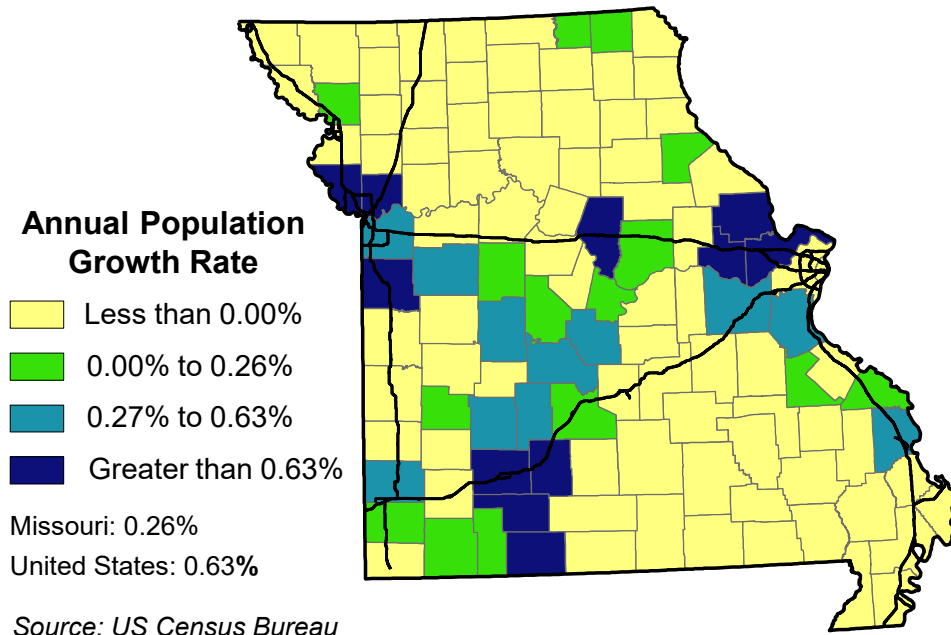 Annual Population
Growth Rate
Less than 0.00%
0.00% to 0.26%
0.27% to 0.63%
Greater than 0.63%
Missouri: 0.26%
United States: 0.63%
Source: US Census Bureau